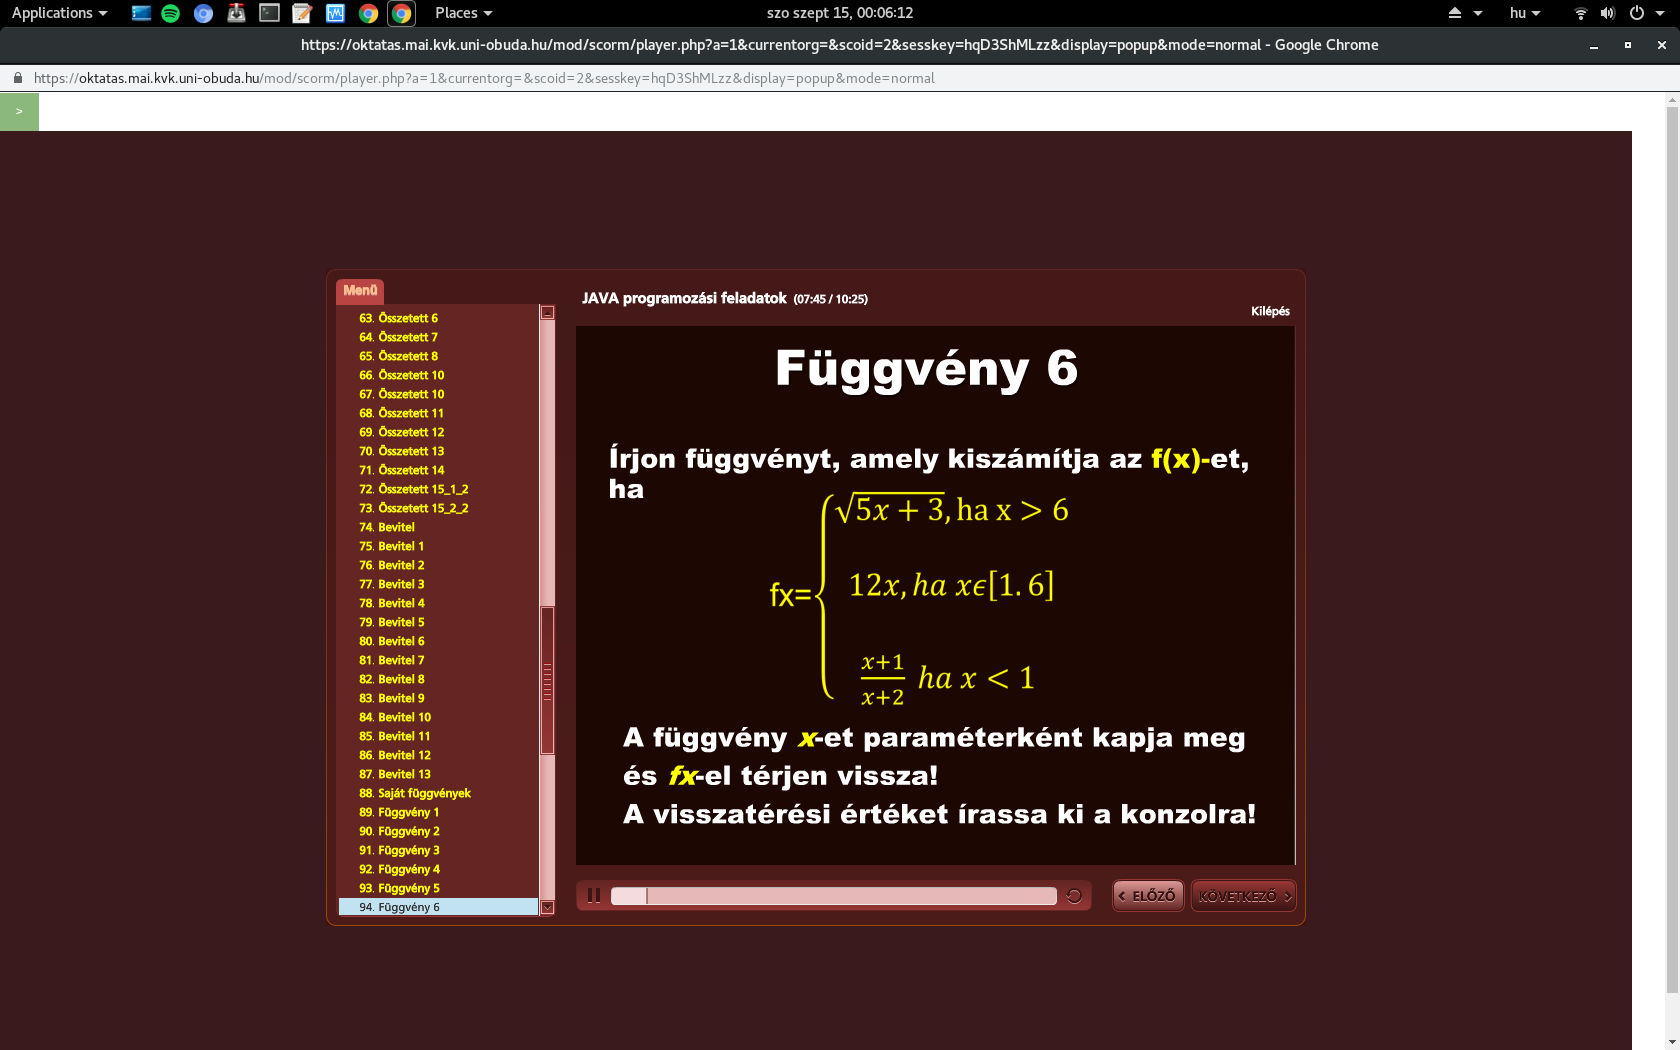 Applications
Places
szo szept 15, 00:06:12
hu
https://oktatas.mai.kvk.uni-obuda.hu/mod/scorm/player.php?a=1&currentorg=&scoid=2&sesskey=hqD3ShMLzz&display=popup&mode=normal - Google Chrome
https://oktatas.mai.kvk.uni-obuda.hu/mod/scorm/player.php?a=1&currentorg=&scoid=2&sesskey=hqD3ShMLzz&display=popup&mode=normal
>
Menü
63. Összetett 6
64. Összetett 7
65. Összetett 8
66. Összetett 10
67. Összetett 10
68. Összetett 11
69. Összetett 12
70. Összetett 13
71. Összetett 14
72. Összetett 15_1_2
73. Összetett 15_2_2
74. Bevitel
75. Bevitel 1
76. Bevitel 2
77. Bevitel 3
78. Bevitel 4
79. Bevitel 5
80. Bevitel 6
81. Bevitel 7
82. Bevitel 8
83. Bevitel 9
84. Bevitel 10
85. Bevitel 11
86. Bevitel 12
87. Bevitel 13
88. Saját függvények
89. Függvény 1
90. Függvény 2
91. Függvény 3
92. Függvény 4
93. Függvény 5
94. Függvény 6
JAVA programozási feladatok (07:45 / 10:25)
Kilépés
Függvény 6
Írjon függvényt, amely kiszámítja az f(x)-et,
ha
√5x + 3, ha x > 6
fx=
12x, ha xϵ[1. 6]
x+1
x+2
ha x < 1
A függvény x-et paraméterként kapja meg
és fx-el térjen vissza!
A visszatérési értéket írassa ki a konzolra!
< ELŐZŐ
KÖVETKEZŐ >